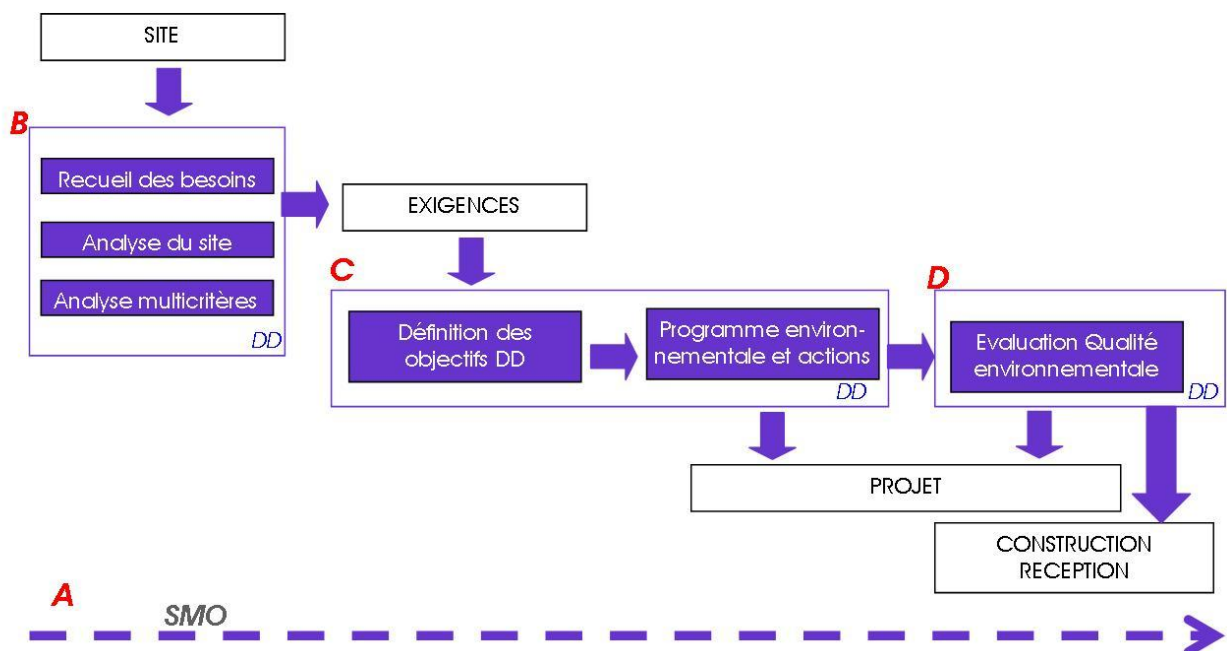 SITE
B
Recueil des besoins
Analyse du site
Analyse multicritères
DD
EXIGENCES
C
Définition des
objectifs DD
Programme environ-
nementale et actions
DD
D
Evaluation Qualité
environnementale
DD
PROJET
CONSTRUCTION
RECEPTION
A
SMO